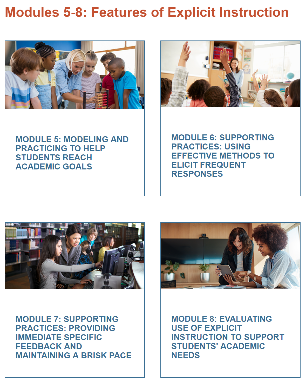 Modules 5-8: Features of Explicit Instruction
MODULE 5: MODELING AND
PRACTICING TO HELP
STUDENTS REACH
ACADEMIC GOALS
MODULE 6: SUPPORTING
PRACTICES: USING
EFFECTIVE METHODS TO
ELICIT FREQUENT
RESPONSES
MODULE 7: SUPPORTING
PRACTICES: PROVIDING
IMMEDIATE SPECIFIC
FEEDBACK AND
MAINTAINING A BRISK PACE
MODULE 8: EVALUATING
USE OF EXPLICIT
INSTRUCTION TO SUPPORT
STUDENTS' ACADEMIC
NEEDS